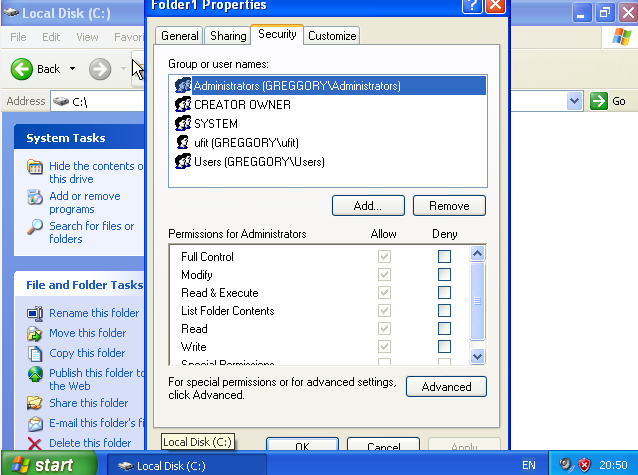 Local Disk (C:)
Folder1 Properties
File Edit View Favori
General Sharing Security Customize
Back
Address C:\ Go
Group or user names:
Administrators (GREGGORY\Administrators)
CREATOR OWNER
SYSTEM
ufit (GREGGORY\ufit)
Users (GREGGORY\Users)
Add... Remove
Permissions for Administrators Allow Deny
Full Control
Modify
Read & Execute
List Folder Contents
Read
Write
Special Permissions
For special permissions or for advanced settings,
click Advanced.
Advanced
OK Cancel Apply
System Tasks
Hide the contents o
this drive
Add or remove
programs
Search for files or
folders
File and Folder Tasks
Rename this folder
Move this folder
Copy this folder
Publish this folder to
the Web
Share this folder
E-mail this folder's fi
Delete this folder
Local Disk (C:)
start Local Disk (C:) EN 20:50